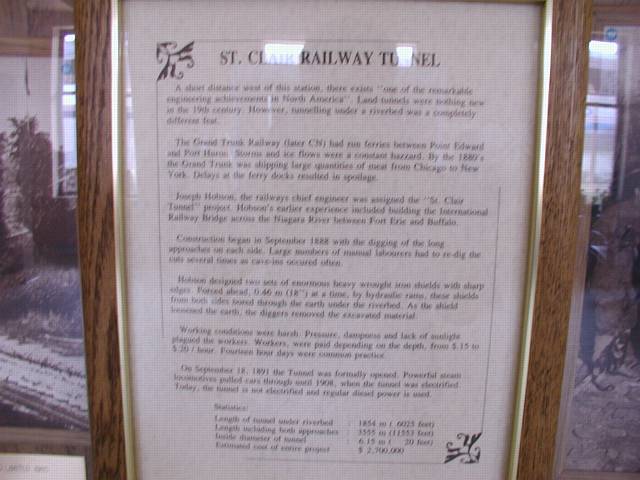 ST. CLAIR RAILWAY TUNNEL
A short distance west of this station, there exists "one of the remarkable
engineering achievements in North America". Land tunnels were nothing new
in the 19th century. However, tunnelling under a riverbed was a completely
different feat.
The Grand Trunk Railway (later CN) had run ferries between Point Edward
and Port Huron. Storms and ice flows were a constant hazzard. By the 1880's
the Grand Trunk was shipping large quantities of meat from Chicago to New
York. Delays at the ferry docks resulted in spoilage.
Joseph Hobson, the railways chief engineer was assigned the "St. Clair
Tunnel" project. Hobson's earlier experience included building the International
Railway Bridge across the Niagara River between Fort Erie and Buffalo.
Construction began in September 1888 with the digging of the long
approaches on each side. Large numbers of manual labourers had to re-dig the
cuts several times as cave-ins occured often.
Hobson designed two sets of enormous heavy wrought iron shields with sharp
edges. Forced ahead, 0.46 m (18") at a time, by hydraulic rams, these shields
from both sides bored through the earth under the riverbed. As the shield
loosened the earth, the diggers removed the excavated material.
Working conditions were harsh. Pressure, dampness and lack of sunlight
plagued the workers. Workers, were paid depending on the depth, from $.15 to
$.20 / hour. Fourteen hour days were common practice.
On September 18, 1891 the Tunnel was formally opened. Powerful steam
locomotives pulled cars through until 1908, when the tunnel was electrified.
Today, the tunnel is not electrified and regular diesel power is used.
Statistics:
Length of tunnel under riverbed : 1854 m ( 6025 feet)
Length including both approaches : 3555 m (11553 feet)
Inside diameter of tunnel : 6.15 m ( 20 feet)
Estimated cost of entire project $ 2,700,000